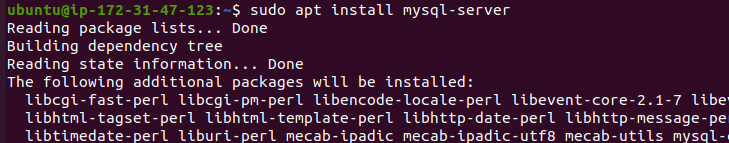 ubuntu@ip-172-31-47-123:~$ sudo apt install mysql-server
Reading package lists... Done
Building dependency tree
Reading state information... Done
The following additional packages will be installed:
libcgi-fast-perl libcgi-pm-perl libencode-locale-perl libevent-core-2.1-7 libev
libhtml-tagset-perl libhtml-template-perl libhttp-date-perl libhttp-message-pe
libtimedate-perl liburi-perl mecab-ipadic mecab-ipadic-utf8 mecab-utils mysql-